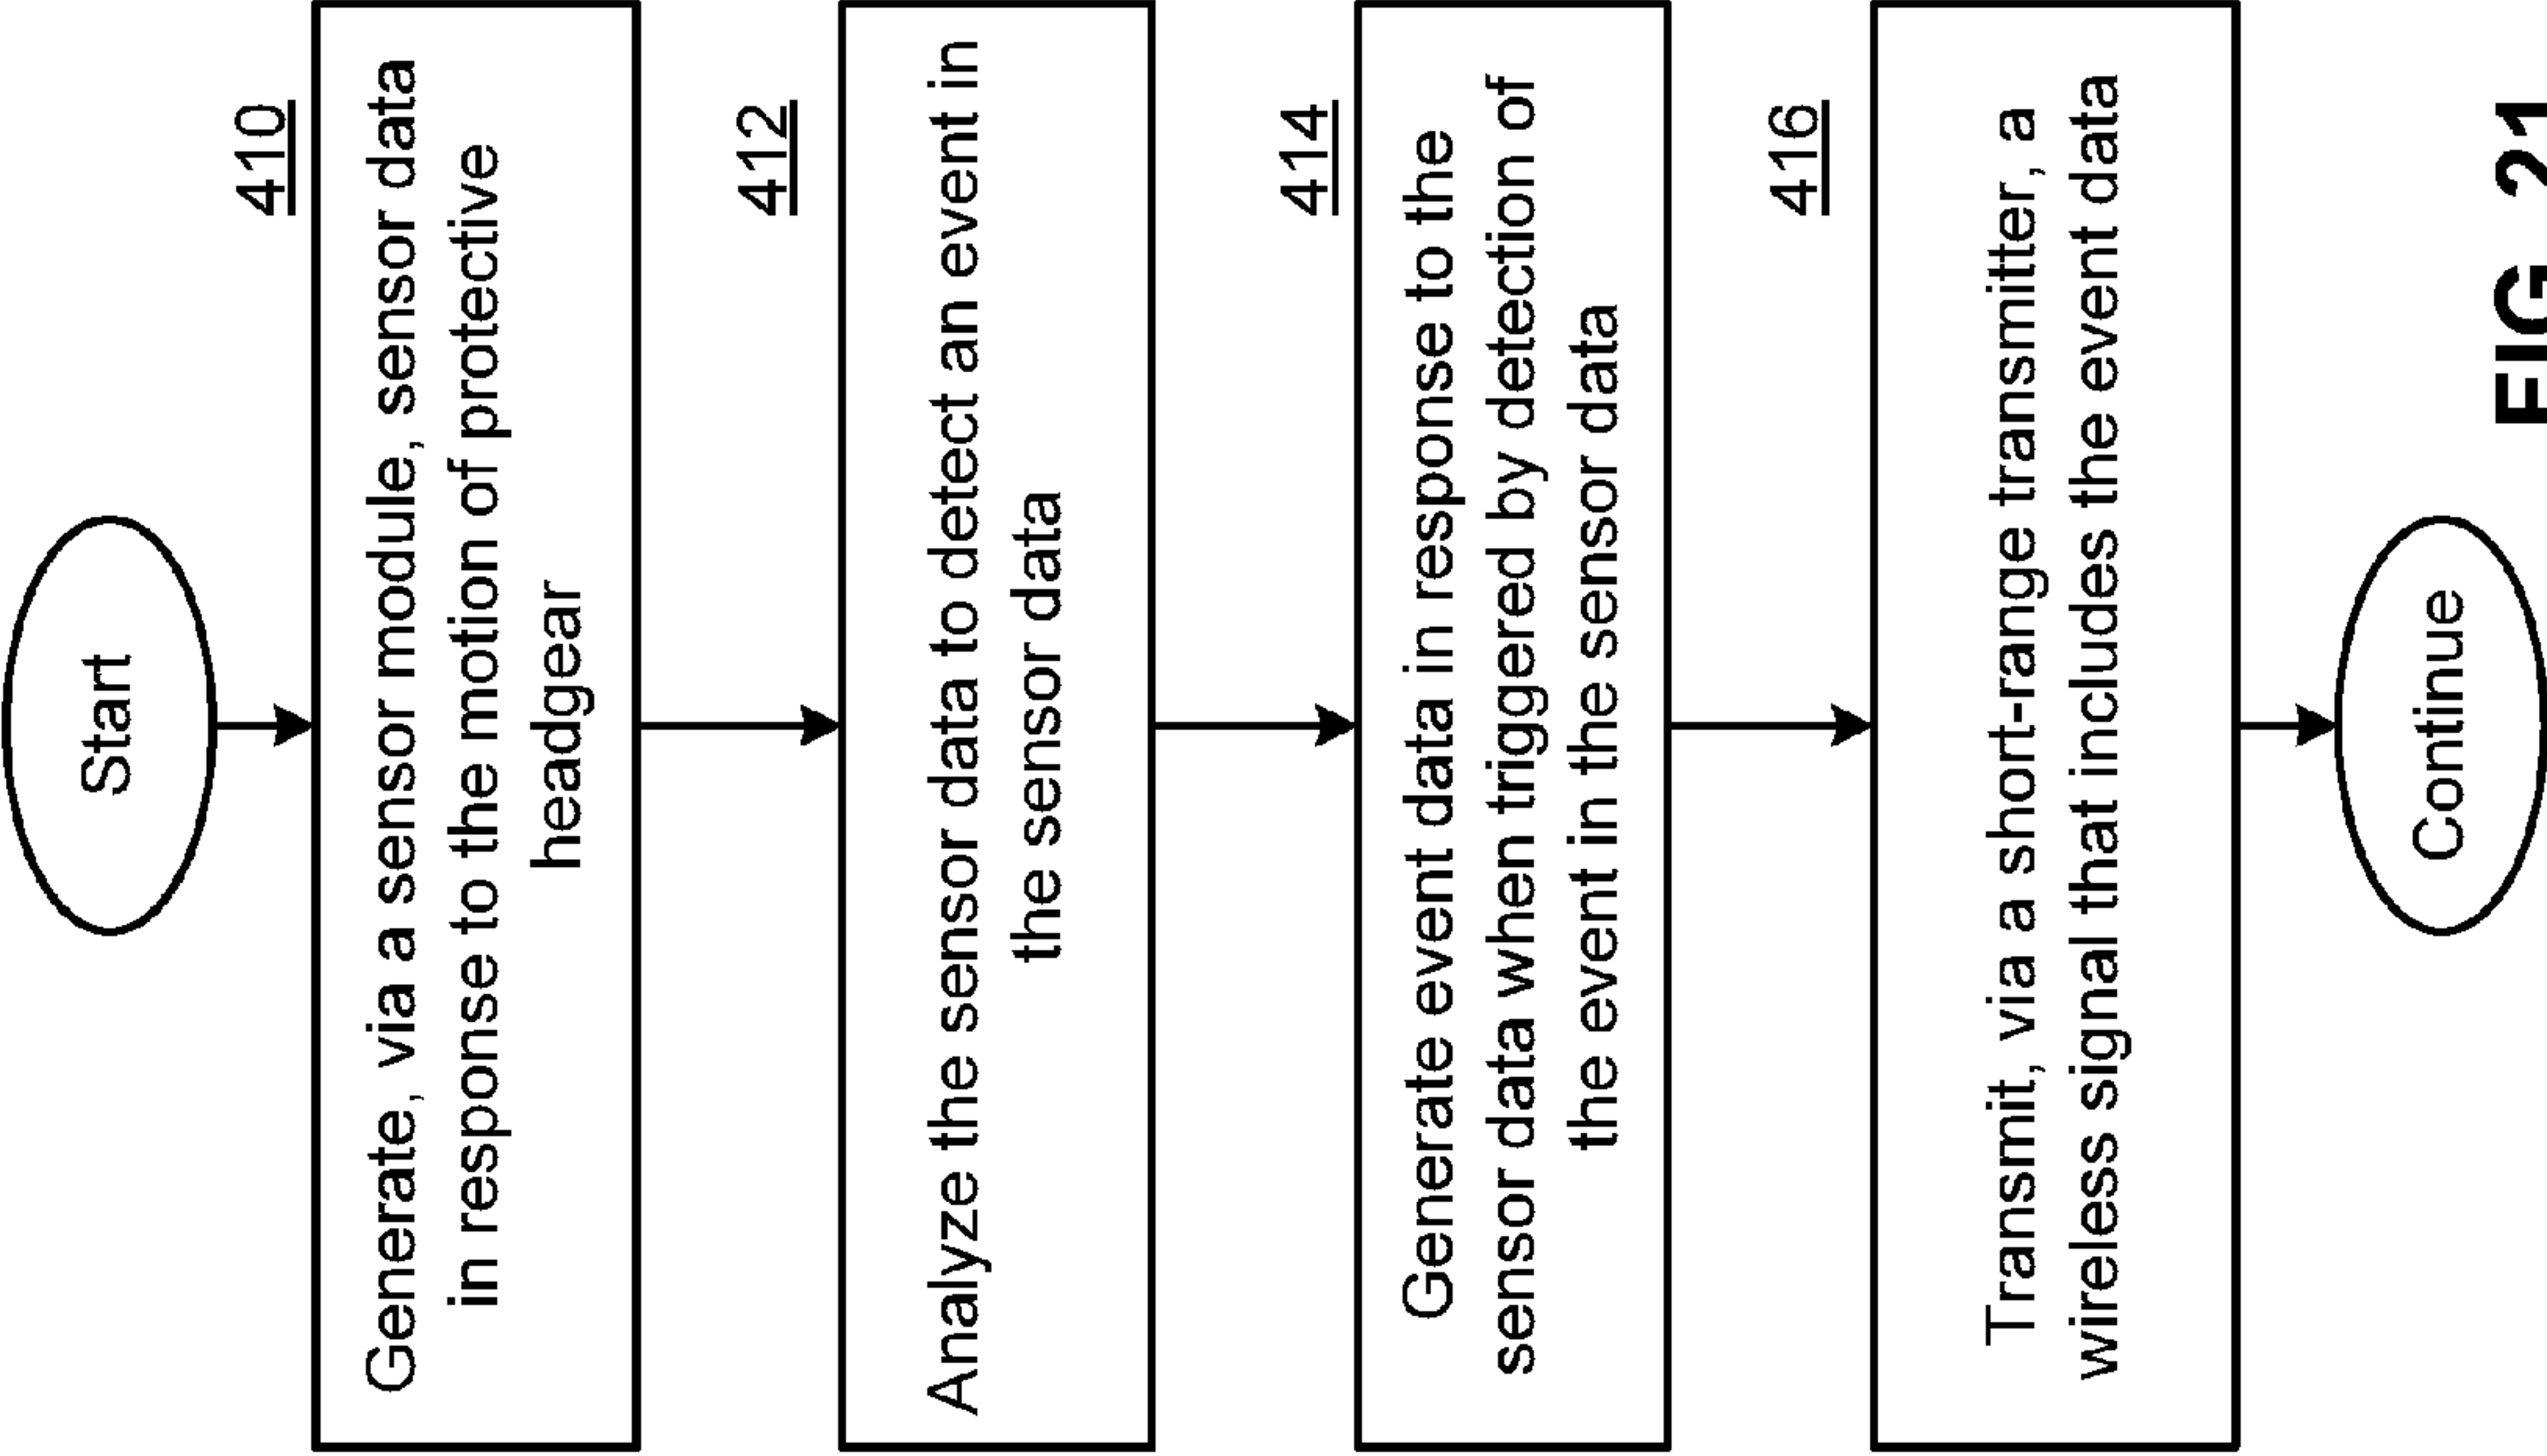 Start
410
Generate, via a sensor module, sensor data
in response to the motion of protective
headgear
412
Analyze the sensor data to detect an event in
the sensor data
414
Generate event data in response to the
sensor data when triggered by detection of
the event in the sensor data
416
Transmit, via a short-range transmitter, a
wireless signal that includes the event data
Continue
FIG. 21